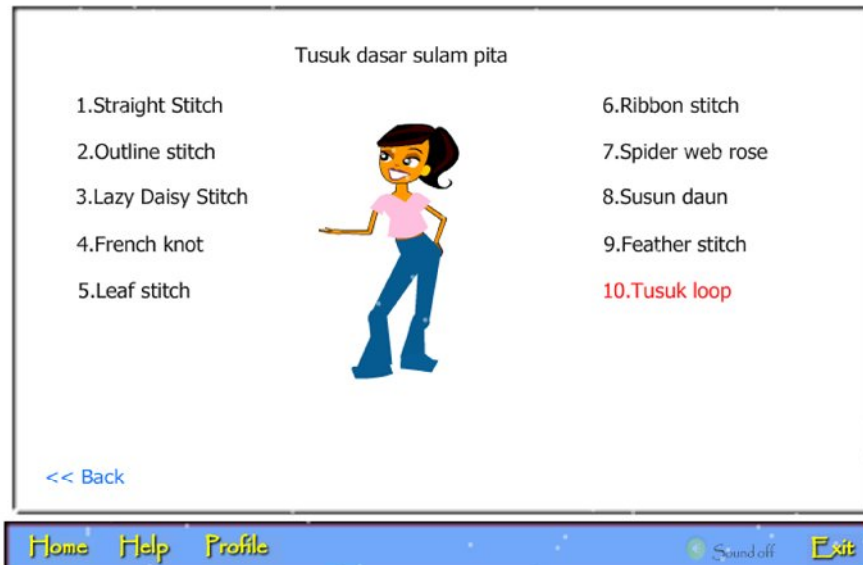 Tusuk dasar sulam pita
1.Straight Stitch
2.Outline stitch
3.Lazy Daisy Stitch
4.French knot
5.Leaf stitch
6.Ribbon stitch
7.Spider web rose
8.Susun daun
9.Feather stitch
10.Tusuk loop
<< Back
Home Help Profile Sound off Exit